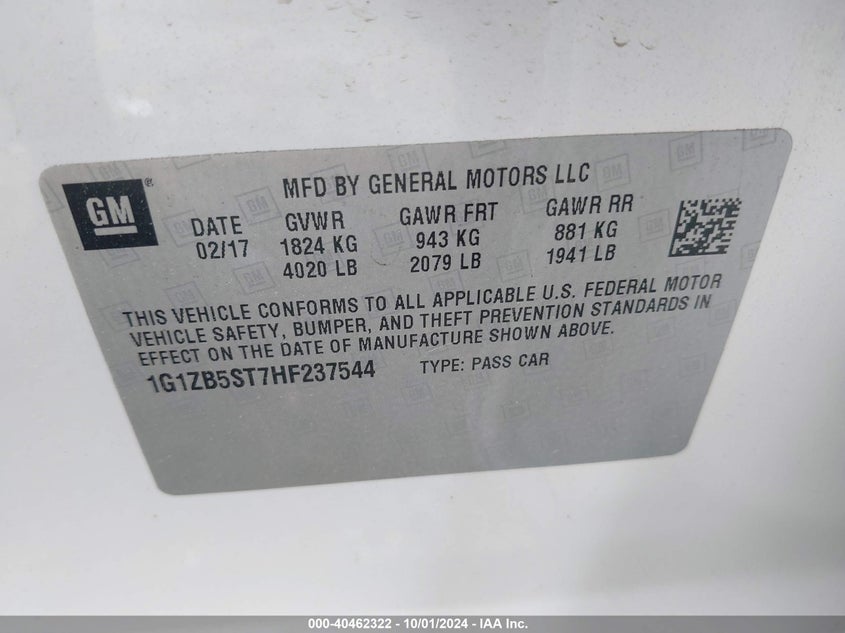 GM®
MFD BY GENERAL MOTORS LLC
DATE GVWR GAWR FRT GAWR RR
02/17 1824 KG 943 KG 881 KG
4020 LB 2079 LB 1941 LB
THIS VEHICLE CONFORMS TO ALL APPLICABLE U.S. FEDERAL MOTOR
VEHICLE SAFETY, BUMPER, AND THEFT PREVENTION STANDARDS IN
EFFECT ON THE DATE OF MANUFACTURE SHOWN ABOVE.
1G1ZB5ST7HF237544 TYPE: PASS CAR
000-40462322 - 10/01/2024 - IAA Inc.